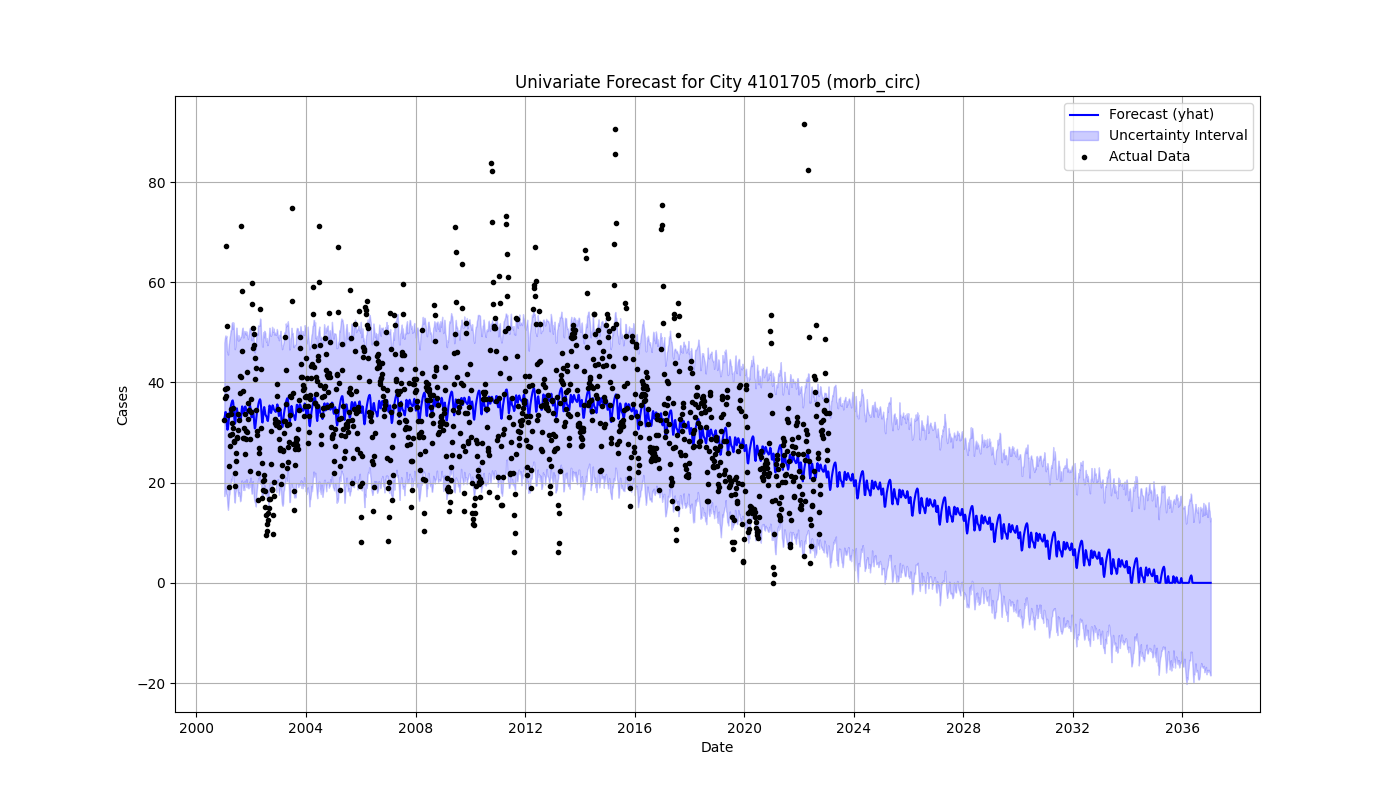 Univariate Forecast for City 4101705 (morb_circ)
Forecast (yhat)
Uncertainty Interval
Actual Data
Cases
80
60
40
20
0
−20
2000 2004 2008 2012 2016 2020 2024 2028 2032 2036
Date